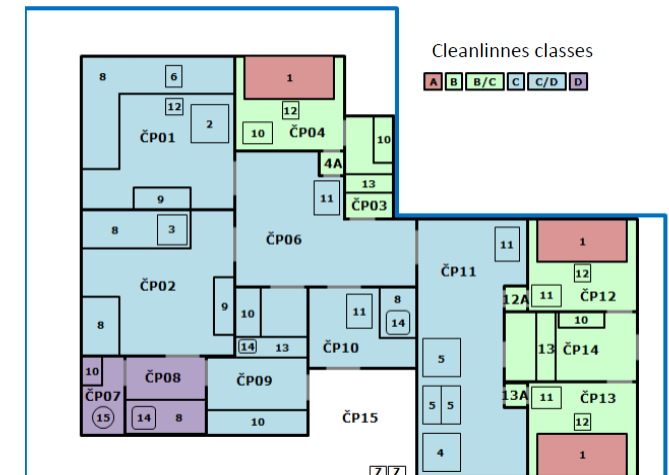 Cleanlinnes classes
A B B/C C C/D D
8 6 1
12 12
2
ČP01 10 ČP04 10
4A
13
9 11 ČP03
8 3
ČP06
11 1
ČP11
12
ČP02 12A 11 ČP12
9 10 11 8
8 14 10
14 13 ČP10 13 ČP14
5
10 ČP08 ČP09
ČP07 13A 11 ČP13
15 14 8 10 ČP15 5 5 12
4 1
7 7